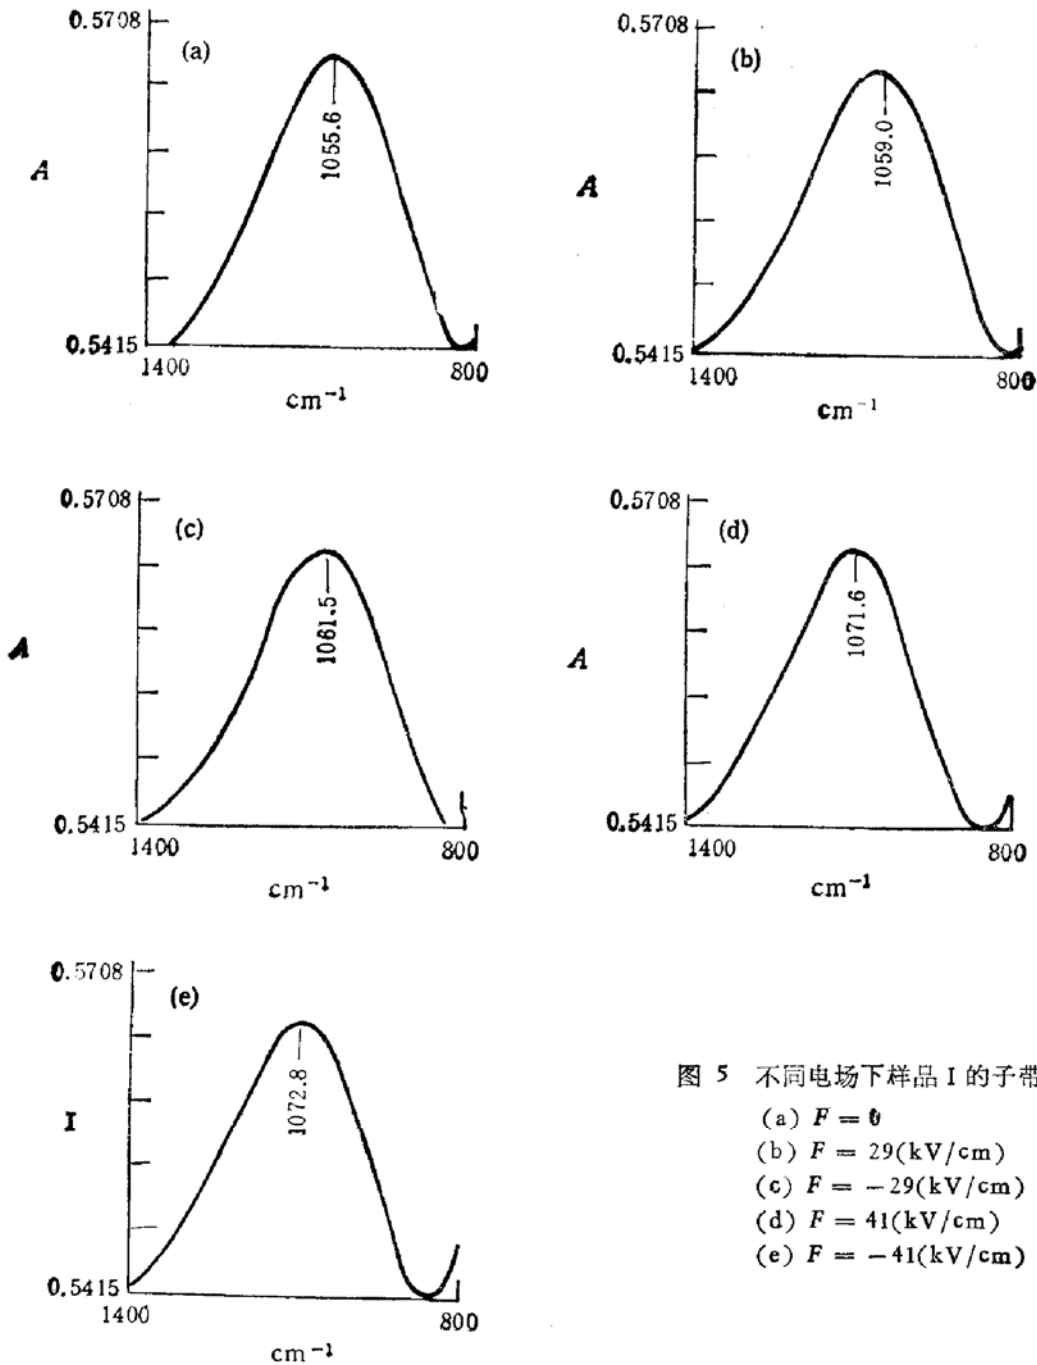 0.5708
(a)
1055.6
A
0.5415
1400
800
cm⁻¹
0.5708
(b)
1059.0
A
0.5415
1400
800
cm⁻¹
0.5708
(c)
1061.5
A
0.5415
1400
800
cm⁻¹
0.5708
(d)
1071.6
A
0.5415
1400
800
cm⁻¹
0.5708
(e)
1072.8
I
0.5415
1400
800
cm⁻¹
图 5 不同电场下样品 I 的子带
(a) F = 0
(b) F = 29(kV/cm)
(c) F = −29(kV/cm)
(d) F = 41(kV/cm)
(e) F = −41(kV/cm)